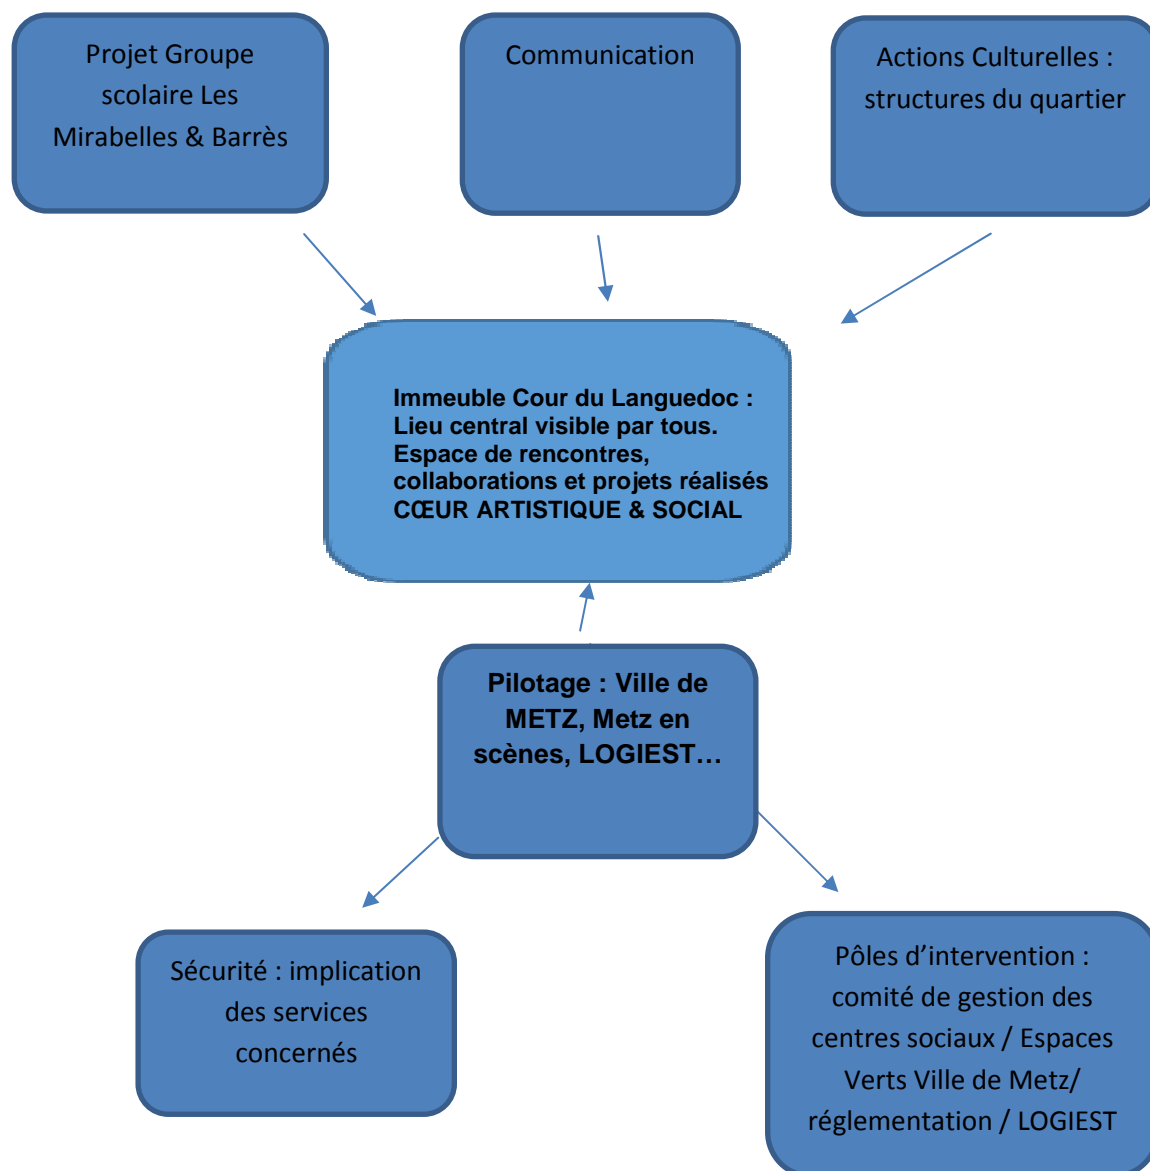 Projet Groupe
scolaire Les
Mirabelles & Barrès
Communication
Actions Culturelles :
structures du quartier
Immeuble Cour du Languedoc :
Lieu central visible par tous.
Espace de rencontres,
collaborations et projets réalisés
CŒUR ARTISTIQUE & SOCIAL
Pilotage : Ville de
METZ, Metz en
scènes, LOGIEST…
Sécurité : implication
des services
concernés
Pôles d’intervention :
comité de gestion des
centres sociaux / Espaces
Verts Ville de Metz/
réglementation / LOGIEST